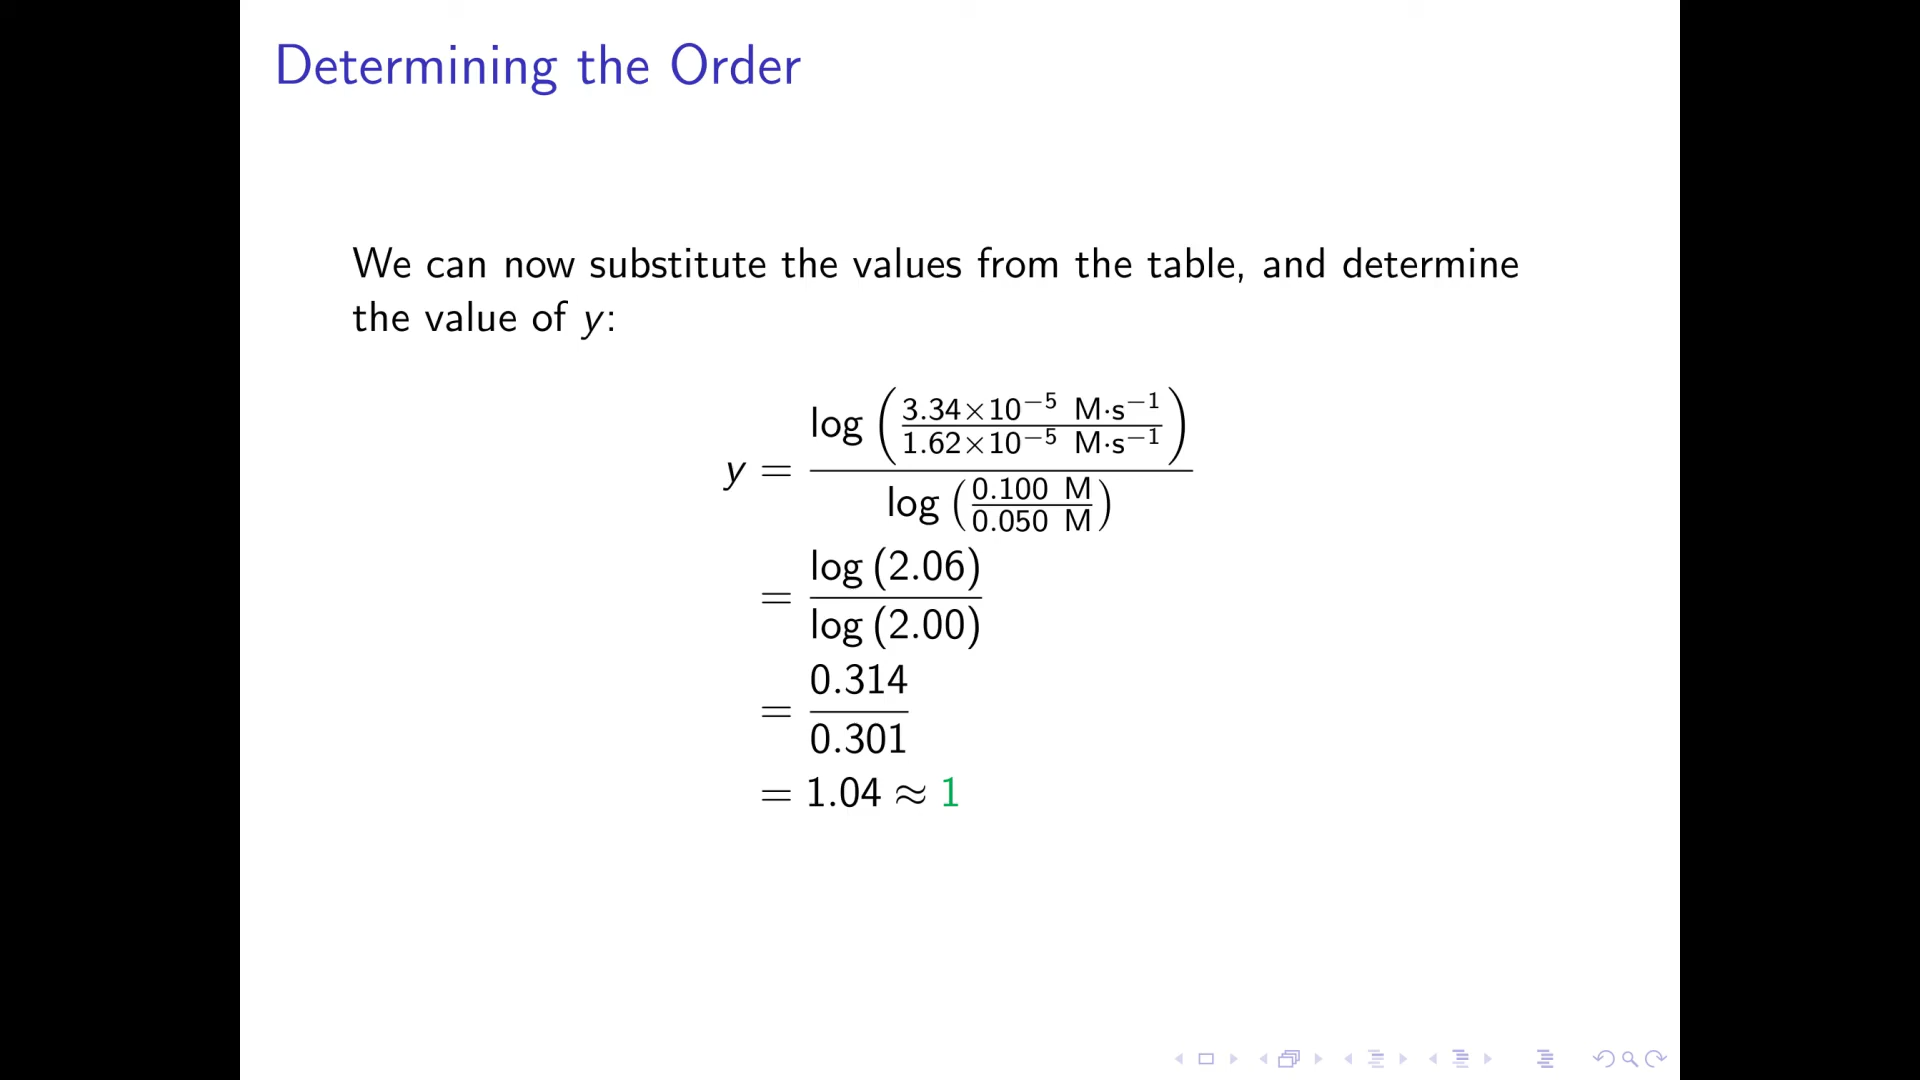 Determining the Order
We can now substitute the values from the table, and determine
the value of y:
y = log (3.34×10⁻⁵ M·s⁻¹ / 1.62×10⁻⁵ M·s⁻¹) / log (0.100 M / 0.050 M)
= log (2.06) / log (2.00)
= 0.314 / 0.301
= 1.04 ≈ 1